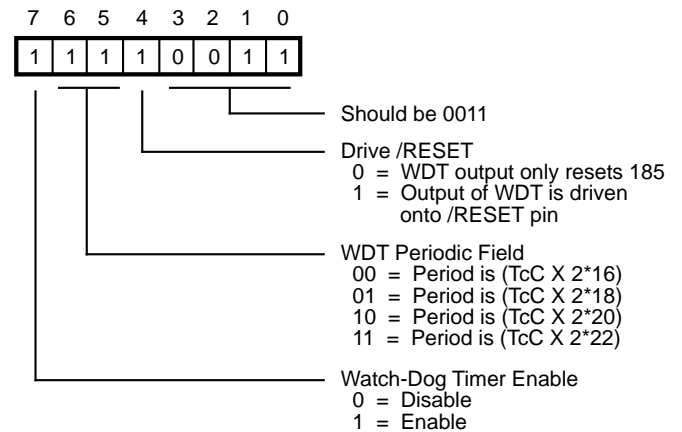 7 6 5 4 3 2 1 0
1 1 1 1 0 0 1 1
Should be 0011
Drive /RESET
0 = WDT output only resets 185
1 = Output of WDT is driven
onto /RESET pin
WDT Periodic Field
00 = Period is (TcC X 2*16)
01 = Period is (TcC X 2*18)
10 = Period is (TcC X 2*20)
11 = Period is (TcC X 2*22)
Watch-Dog Timer Enable
0 = Disable
1 = Enable